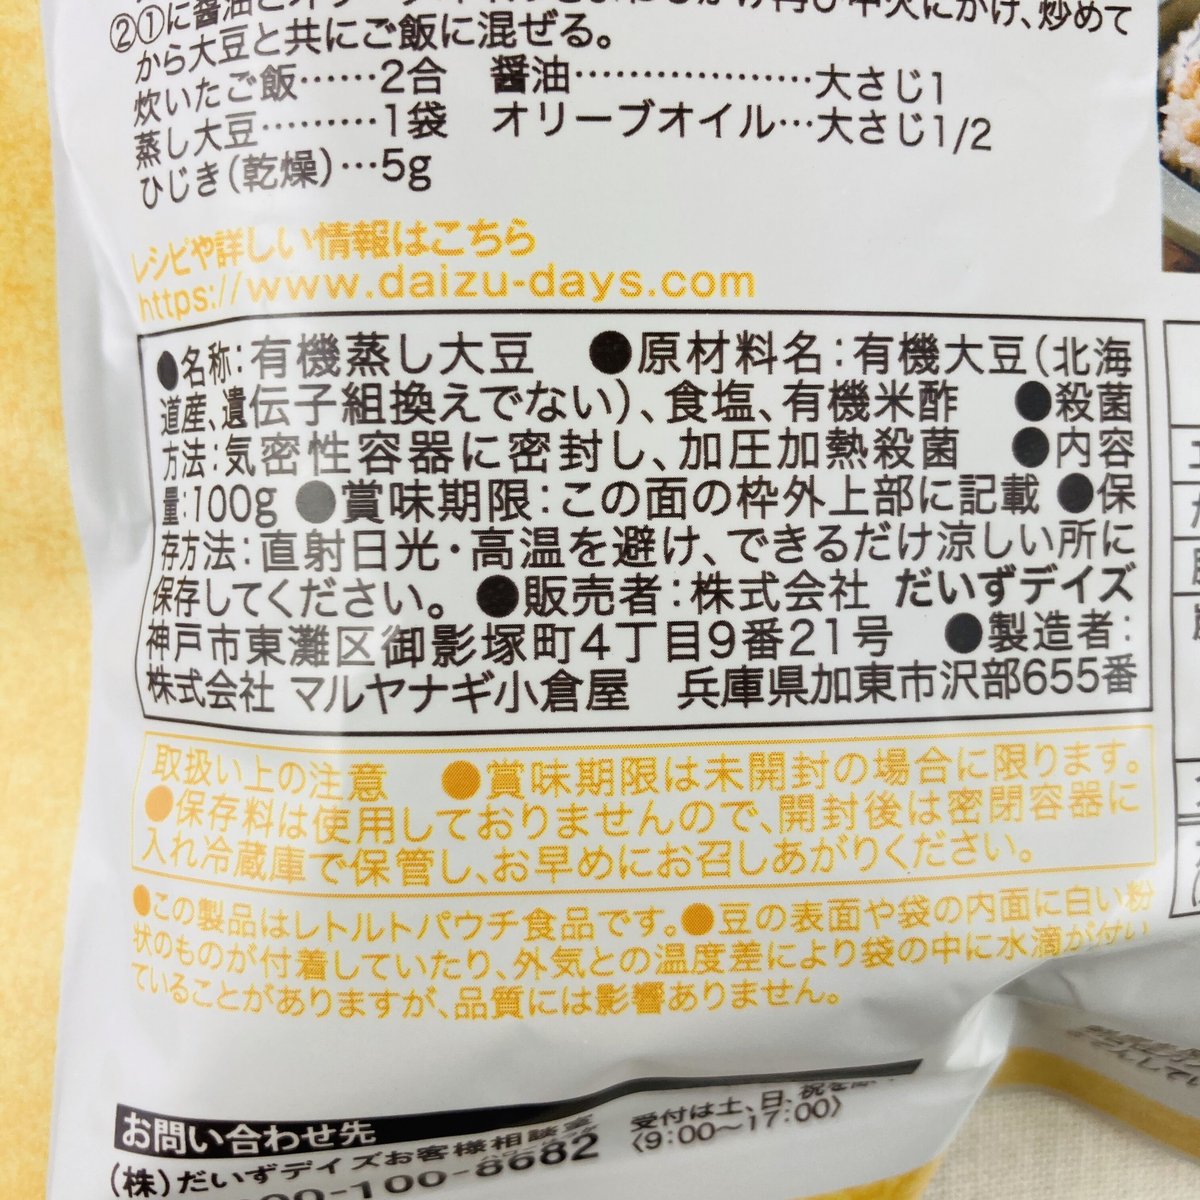 から大豆と共にご飯に混ぜる。
炊いたご飯……2合　醤油………………大さじ1
蒸し大豆………1袋　オリーブオイル…大さじ1/2
ひじき(乾燥)…5g
レシピや詳しい情報はこちら
https://www.daizu-days.com
●名称:有機蒸し大豆　●原材料名:有機大豆(北海
道産、遺伝子組換えでない)、食塩、有機米酢　●殺菌
方法:気密性容器に密封し、加圧加熱殺菌　●内容
量:100g ●賞味期限:この面の枠外上部に記載 ●保
存方法:直射日光・高温を避け、できるだけ涼しい所に
保存してください。 ●販売者:株式会社 だいずデイズ
神戸市東灘区御影塚町4丁目9番21号　●製造者:
株式会社 マルヤナギ小倉屋　兵庫県加東市沢部655番
取扱い上の注意　●賞味期限は未開封の場合に限ります。
●保存料は使用しておりませんので、開封後は密閉容器に
入れ冷蔵庫で保管し、お早めにお召しあがりください。
●この製品はレトルトパウチ食品です。●豆の表面や袋の内面に白い粉
状のものが付着していたり、外気との温度差により袋の中に水滴が付い
ていることがありますが、品質には影響ありません。
お問い合わせ先
(株)だいずデイズお客様相談室
受付は土、日、祝を除
〈9:00〜17:00〉
-100-8682